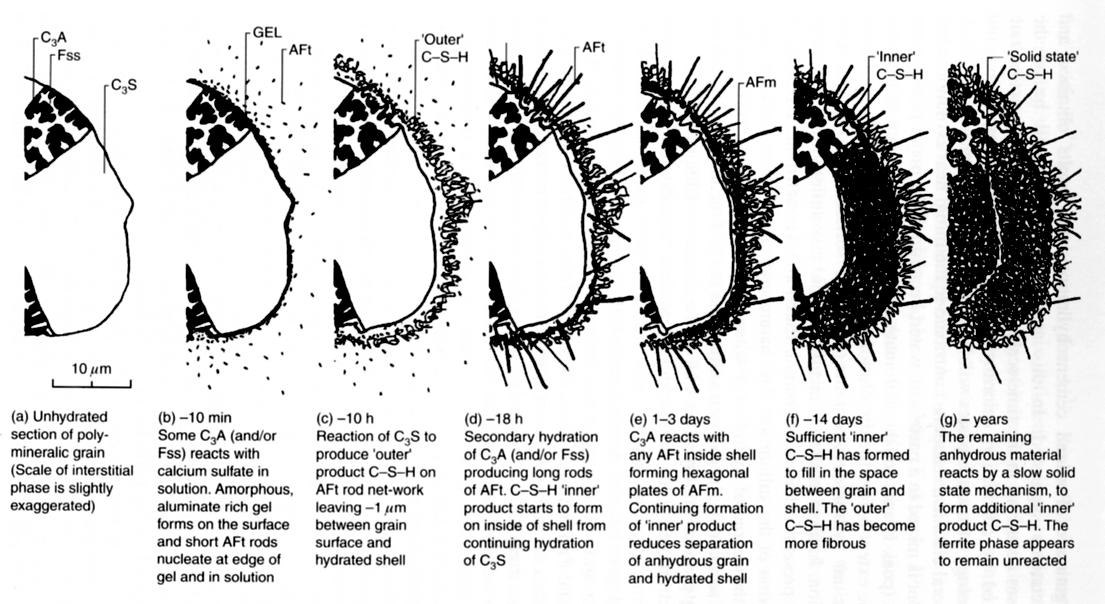 C₃A
Fss
C₃S
GEL
AFt
'Outer'
C–S–H
AFt
AFm
'Inner'
C–S–H
'Solid state'
C–S–H
10 μm
(a) Unhydrated
section of poly-
mineralic grain
(Scale of interstitial
phase is slightly
exaggerated)
(b) –10 min
Some C₃A (and/or
Fss) reacts with
calcium sulfate in
solution. Amorphous,
aluminate rich gel
forms on the surface
and short AFt rods
nucleate at edge of
gel and in solution
(c) –10 h
Reaction of C₃S to
produce 'outer'
product C–S–H on
AFt rod net-work
leaving –1 μm
between grain
surface and
hydrated shell
(d) –18 h
Secondary hydration
of C₃A (and/or Fss)
producing long rods
of AFt. C–S–H 'inner'
product starts to form
on inside of shell from
continuing hydration
of C₃S
(e) 1–3 days
C₃A reacts with
any AFt inside shell
forming hexagonal
plates of AFm.
Continuing formation
of 'inner' product
reduces separation
of anhydrous grain
and hydrated shell
(f) –14 days
Sufficient 'inner'
C–S–H has formed
to fill in the space
between grain and
shell. The 'outer'
C–S–H has become
more fibrous
(g) – years
The remaining
anhydrous material
reacts by a slow solid
state mechanism, to
form additional 'inner'
product C–S–H. The
ferrite phase appears
to remain unreacted